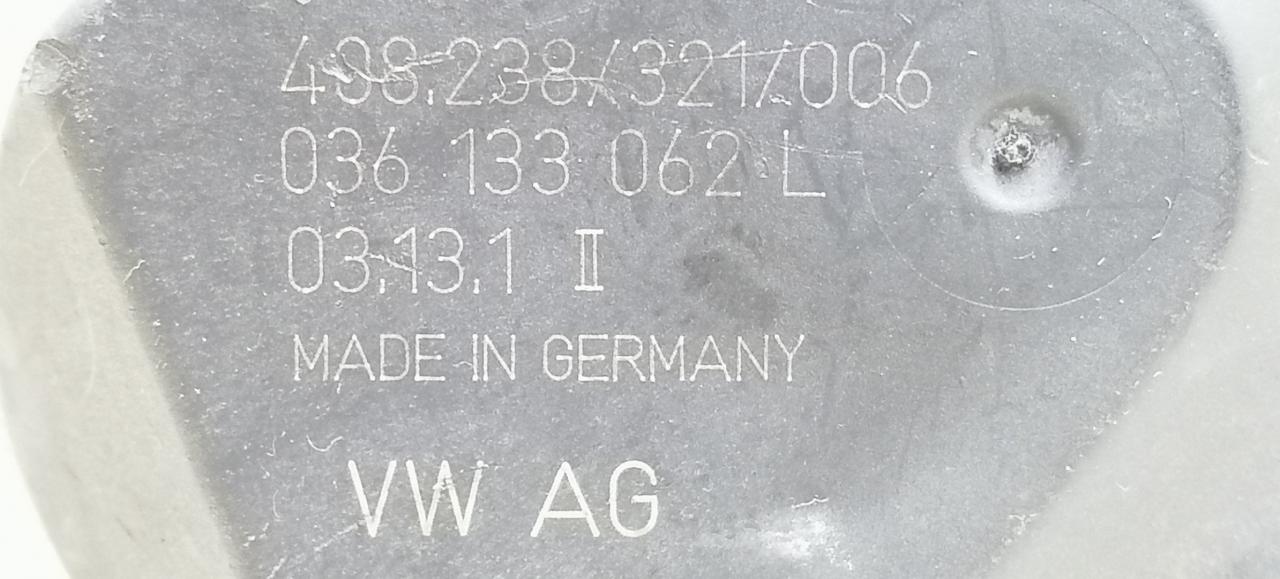 408.238/321/006
036 133 062 L
03.13.1 II
MADE IN GERMANY
VW AG